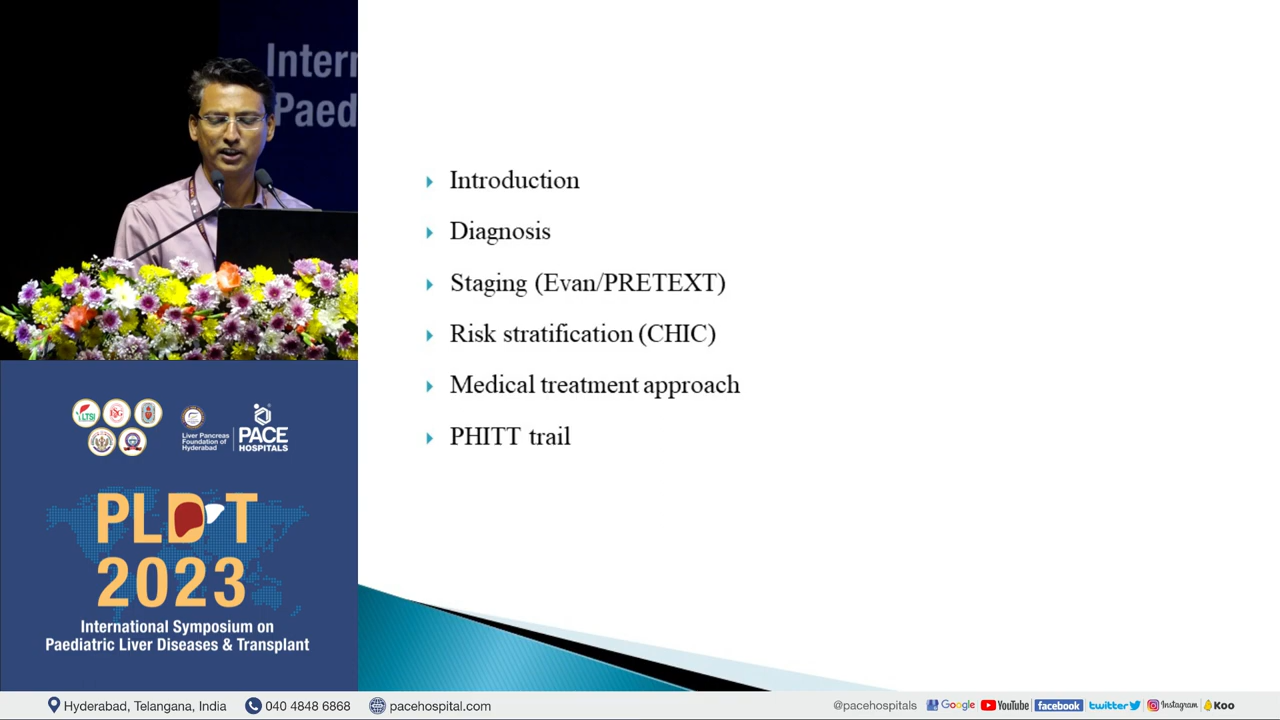 Intern
Paed
Introduction
Diagnosis
Staging (Evan/PRETEXT)
Risk stratification (CHIC)
Medical treatment approach
PHITT trail
LTSI
Liver Pancreas
Foundation of
Hyderabad
PACE
HOSPITALS
PLDT
2023
International Symposium on
Paediatric Liver Diseases & Transplant
Hyderabad, Telangana, India 040 4848 6868 pacehospital.com @pacehospitals Google YouTube facebook twitter Instagram Koo